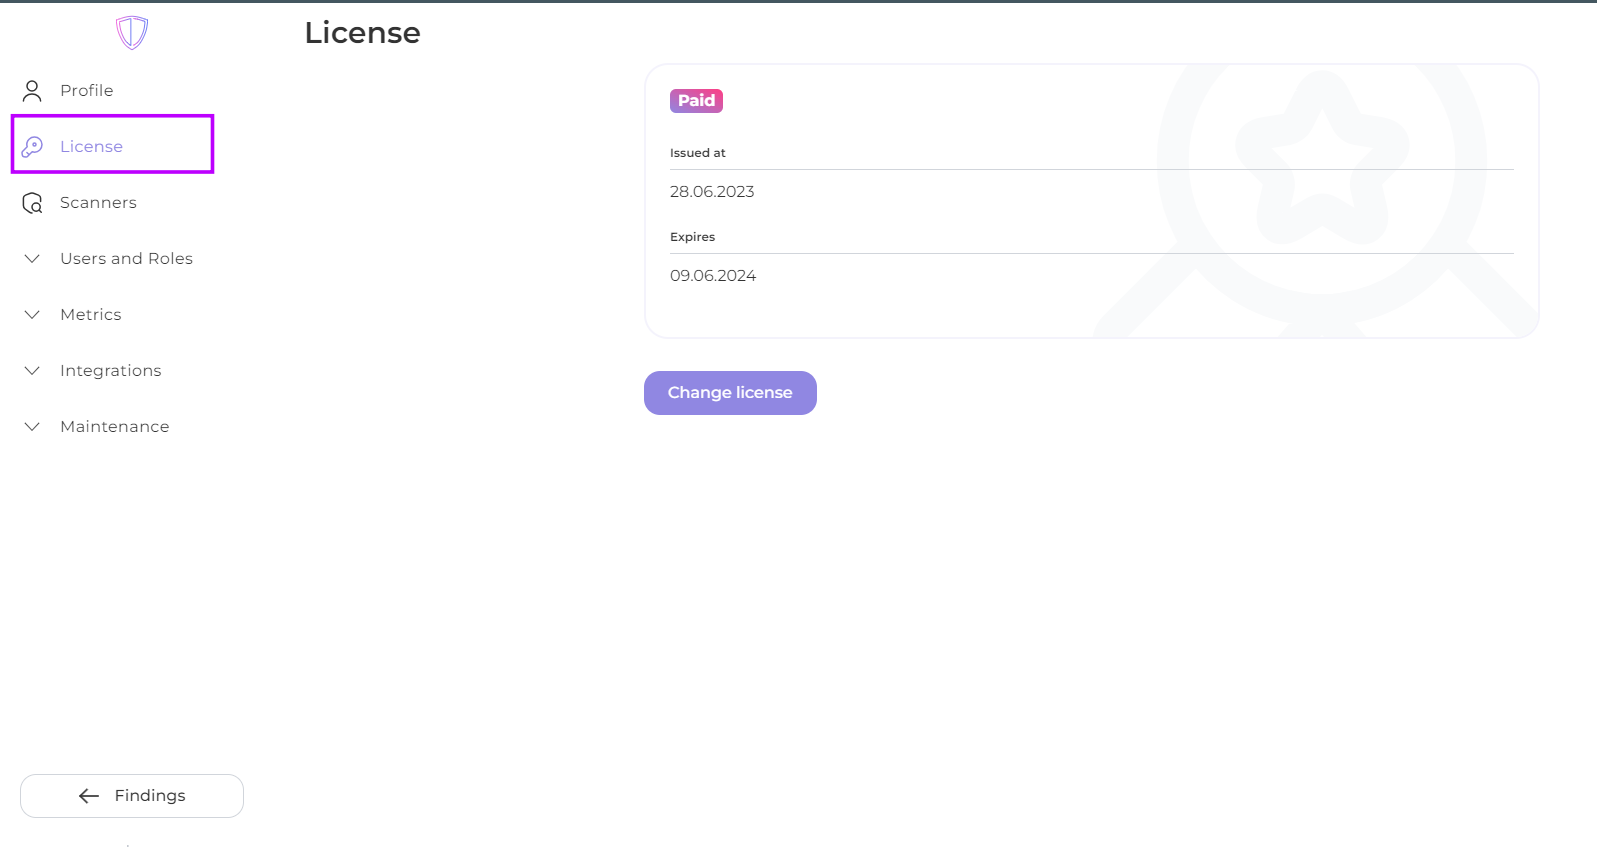 License
Profile
License
Scanners
Users and Roles
Metrics
Integrations
Maintenance
Findings
Paid
Issued at
28.06.2023
Expires
09.06.2024
Change license